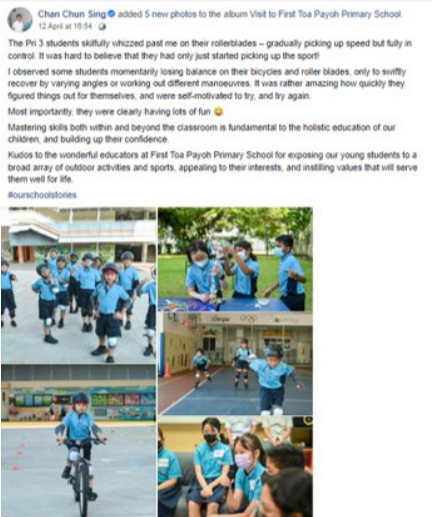 Chan Chun Sing added 5 new photos to the album Visit to First Toa Payoh Primary School.
12 April at 18:54 ·
The Pri 3 students skilfully whizzed past me on their rollerblades – gradually picking up speed but fully in
control. It was hard to believe that they had only just started picking up the sport!
I observed some students momentarily losing balance on their bicycles and roller blades, only to swiftly
recover by varying angles or working out different manoeuvres. It was rather amazing how quickly they
figured things out for themselves, and were self-motivated to try, and try again.
Most importantly, they were clearly having lots of fun 😄
Mastering skills both within and beyond the classroom is fundamental to the holistic education of our
children, and building up their confidence.
Kudos to the wonderful educators at First Toa Payoh Primary School for exposing our young students to a
broad array of outdoor activities and sports, appealing to their interests, and instilling values that will serve
them well for life.
#ourschoolstories